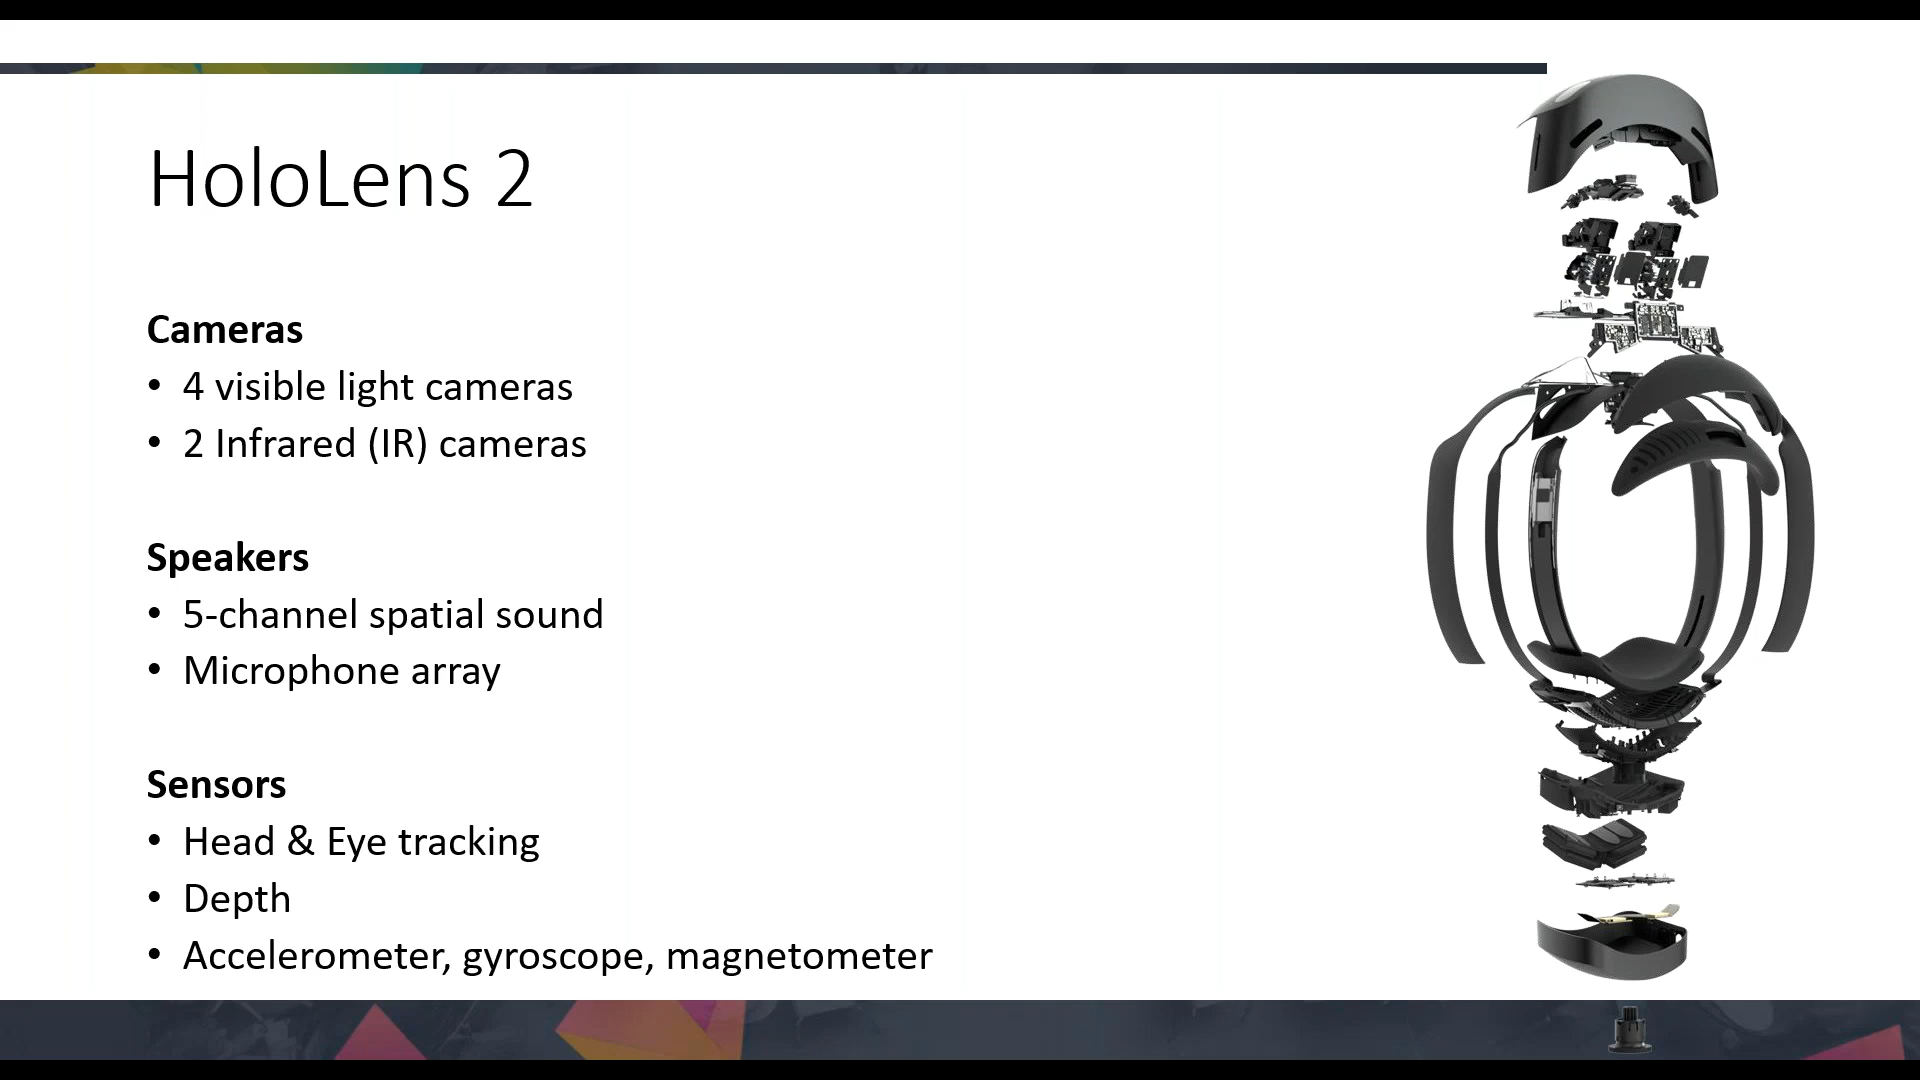 HoloLens 2
Cameras
• 4 visible light cameras
• 2 Infrared (IR) cameras
Speakers
• 5-channel spatial sound
• Microphone array
Sensors
• Head & Eye tracking
• Depth
• Accelerometer, gyroscope, magnetometer